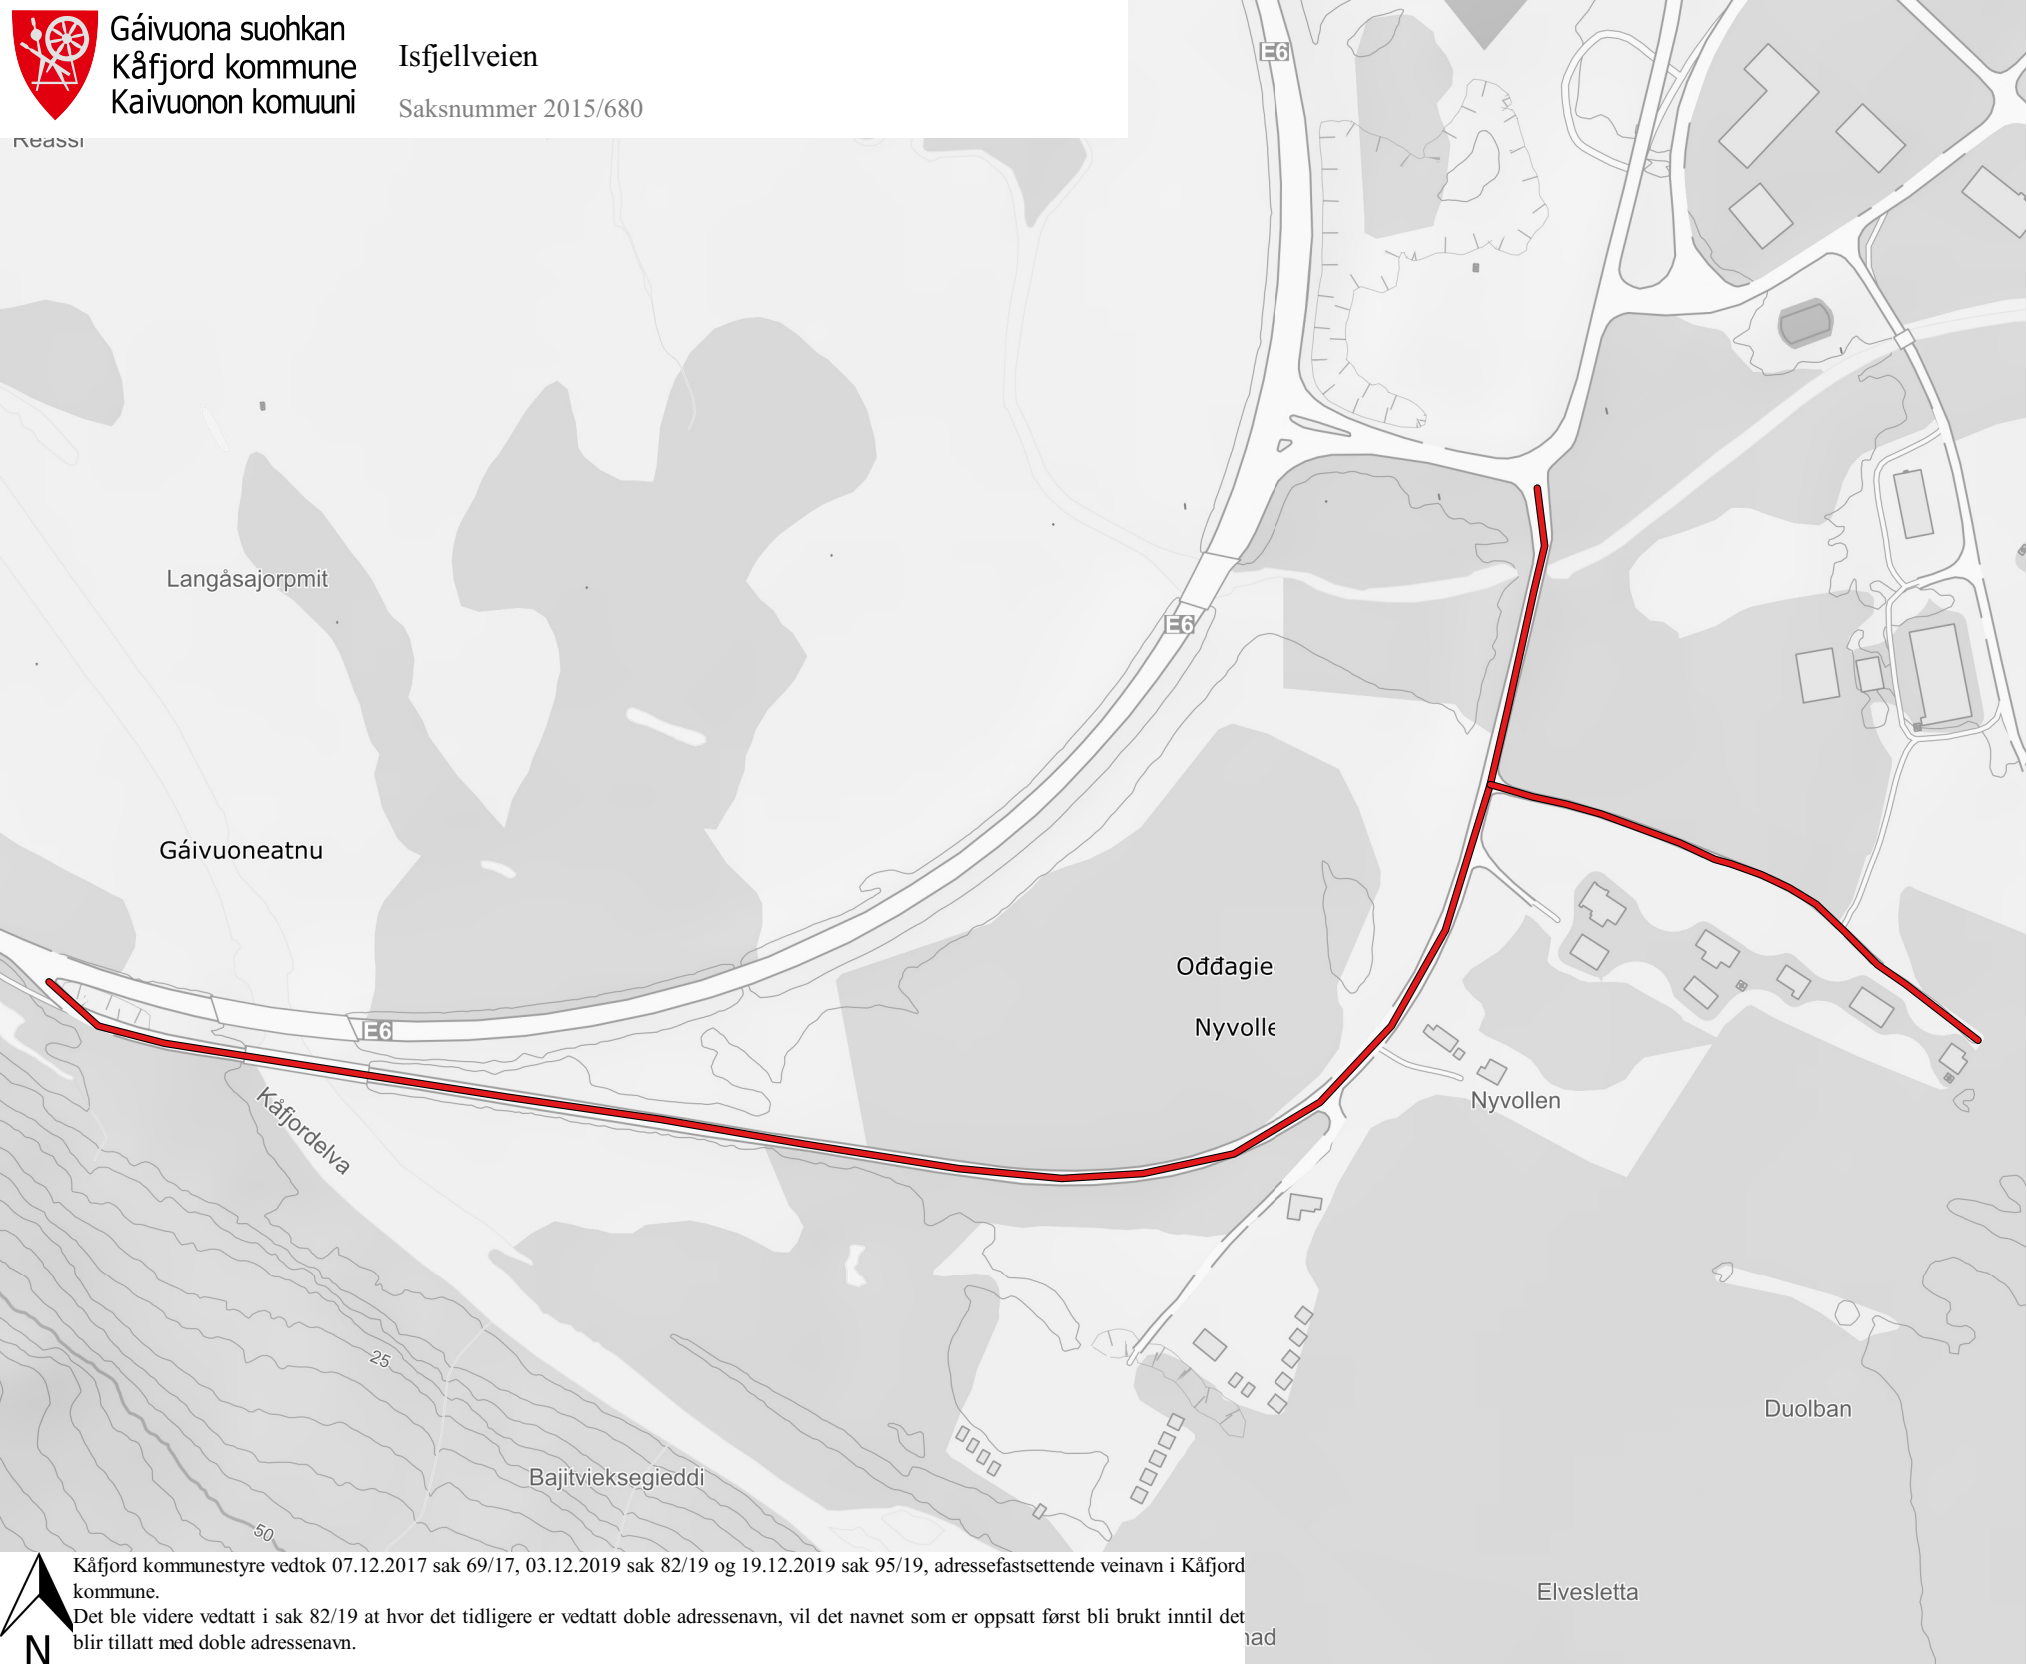 Gáivuona suohkan
Kåfjord kommune
Kaivuonon komuuni
Isfjellveien
Saksnummer 2015/680
Reassi
E6
Langåsajorpmit
E6
Gáivuoneatnu
Ođđagie
Nyvolle
E6
Kåfjordelva
Nyvollen
25
Duolban
Bajitvieksegieddi
50
Elvesletta
Kåfjord kommunestyre vedtok 07.12.2017 sak 69/17, 03.12.2019 sak 82/19 og 19.12.2019 sak 95/19, adressefastsettende veinavn i Kåfjord
kommune.
Det ble videre vedtatt i sak 82/19 at hvor det tidligere er vedtatt doble adressenavn, vil det navnet som er oppsatt først bli brukt inntil det
blir tillatt med doble adressenavn.
N